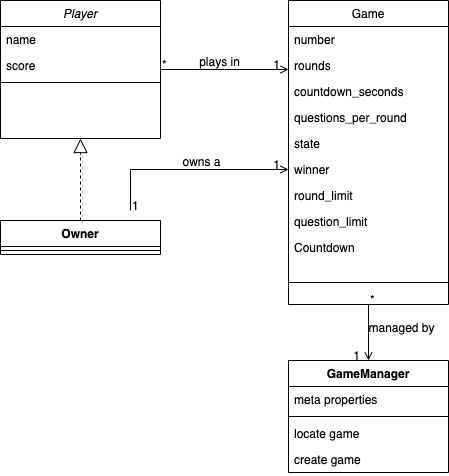 Player
name
score
* plays in 1
Game
number
rounds
countdown_seconds
questions_per_round
state
winner
round_limit
question_limit
Countdown
owns a 1
1
Owner
*
managed by
1
GameManager
meta properties
locate game
create game